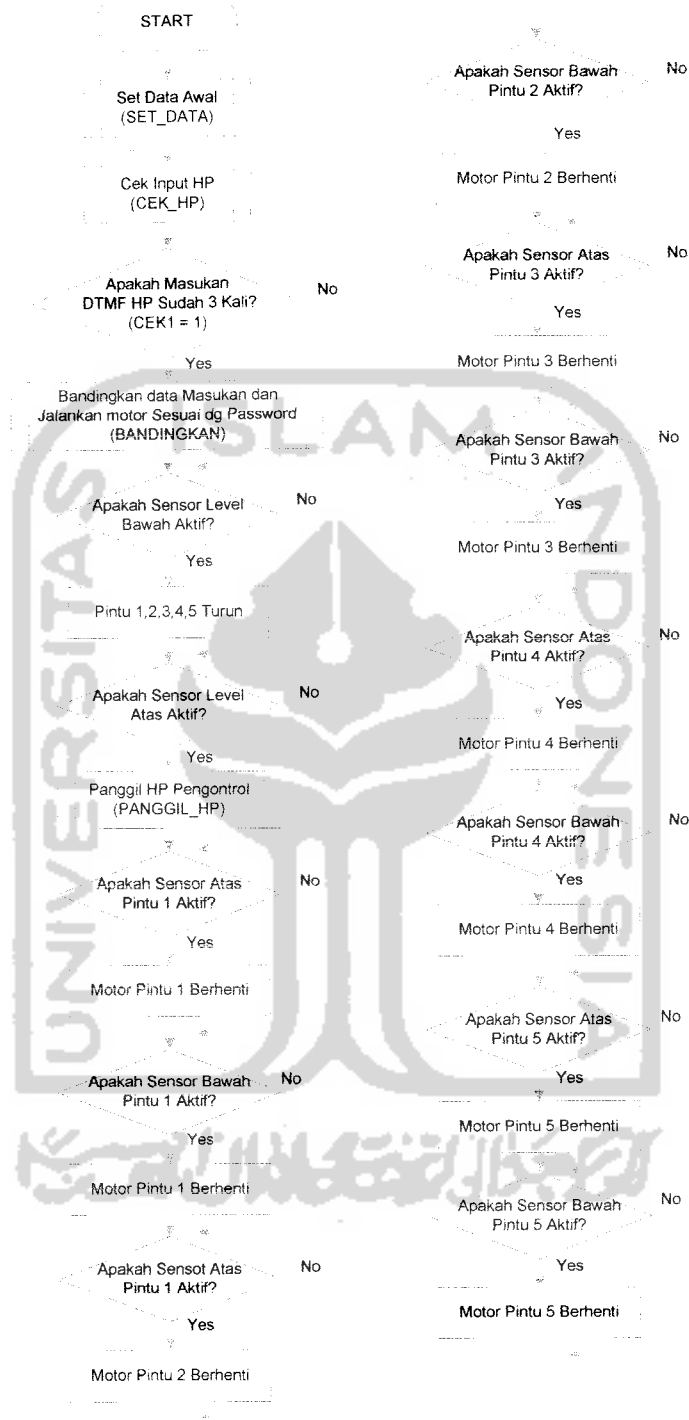 START
Set Data Awal
(SET_DATA)
Cek Input HP
(CEK_HP)
Apakah Masukan
DTMF HP Sudah 3 Kali?
(CEK1 = 1)
No
Yes
Bandingkan data Masukan dan
Jalankan motor Sesuai dg Password
(BANDINGKAN)
Apakah Sensor Level
Bawah Aktif?
No
Yes
Pintu 1,2,3,4,5 Turun
Apakah Sensor Level
Atas Aktif?
No
Yes
Panggil HP Pengontrol
(PANGGIL_HP)
Apakah Sensor Atas
Pintu 1 Aktif?
No
Yes
Motor Pintu 1 Berhenti
Apakah Sensor Bawah
Pintu 1 Aktif?
No
Yes
Motor Pintu 1 Berhenti
Apakah Sensot Atas
Pintu 1 Aktif?
No
Yes
Motor Pintu 2 Berhenti
Apakah Sensor Bawah
Pintu 2 Aktif?
No
Yes
Motor Pintu 2 Berhenti
Apakah Sensor Atas
Pintu 3 Aktif?
No
Yes
Motor Pintu 3 Berhenti
Apakah Sensor Bawah
Pintu 3 Aktif?
No
Yes
Motor Pintu 3 Berhenti
Apakah Sensor Atas
Pintu 4 Aktif?
No
Yes
Motor Pintu 4 Berhenti
Apakah Sensor Bawah
Pintu 4 Aktif?
No
Yes
Motor Pintu 4 Berhenti
Apakah Sensor Atas
Pintu 5 Aktif?
No
Yes
Motor Pintu 5 Berhenti
Apakah Sensor Bawah
Pintu 5 Aktif?
No
Yes
Motor Pintu 5 Berhenti
UNIVERSITAS
ISLAM
INDONESIA